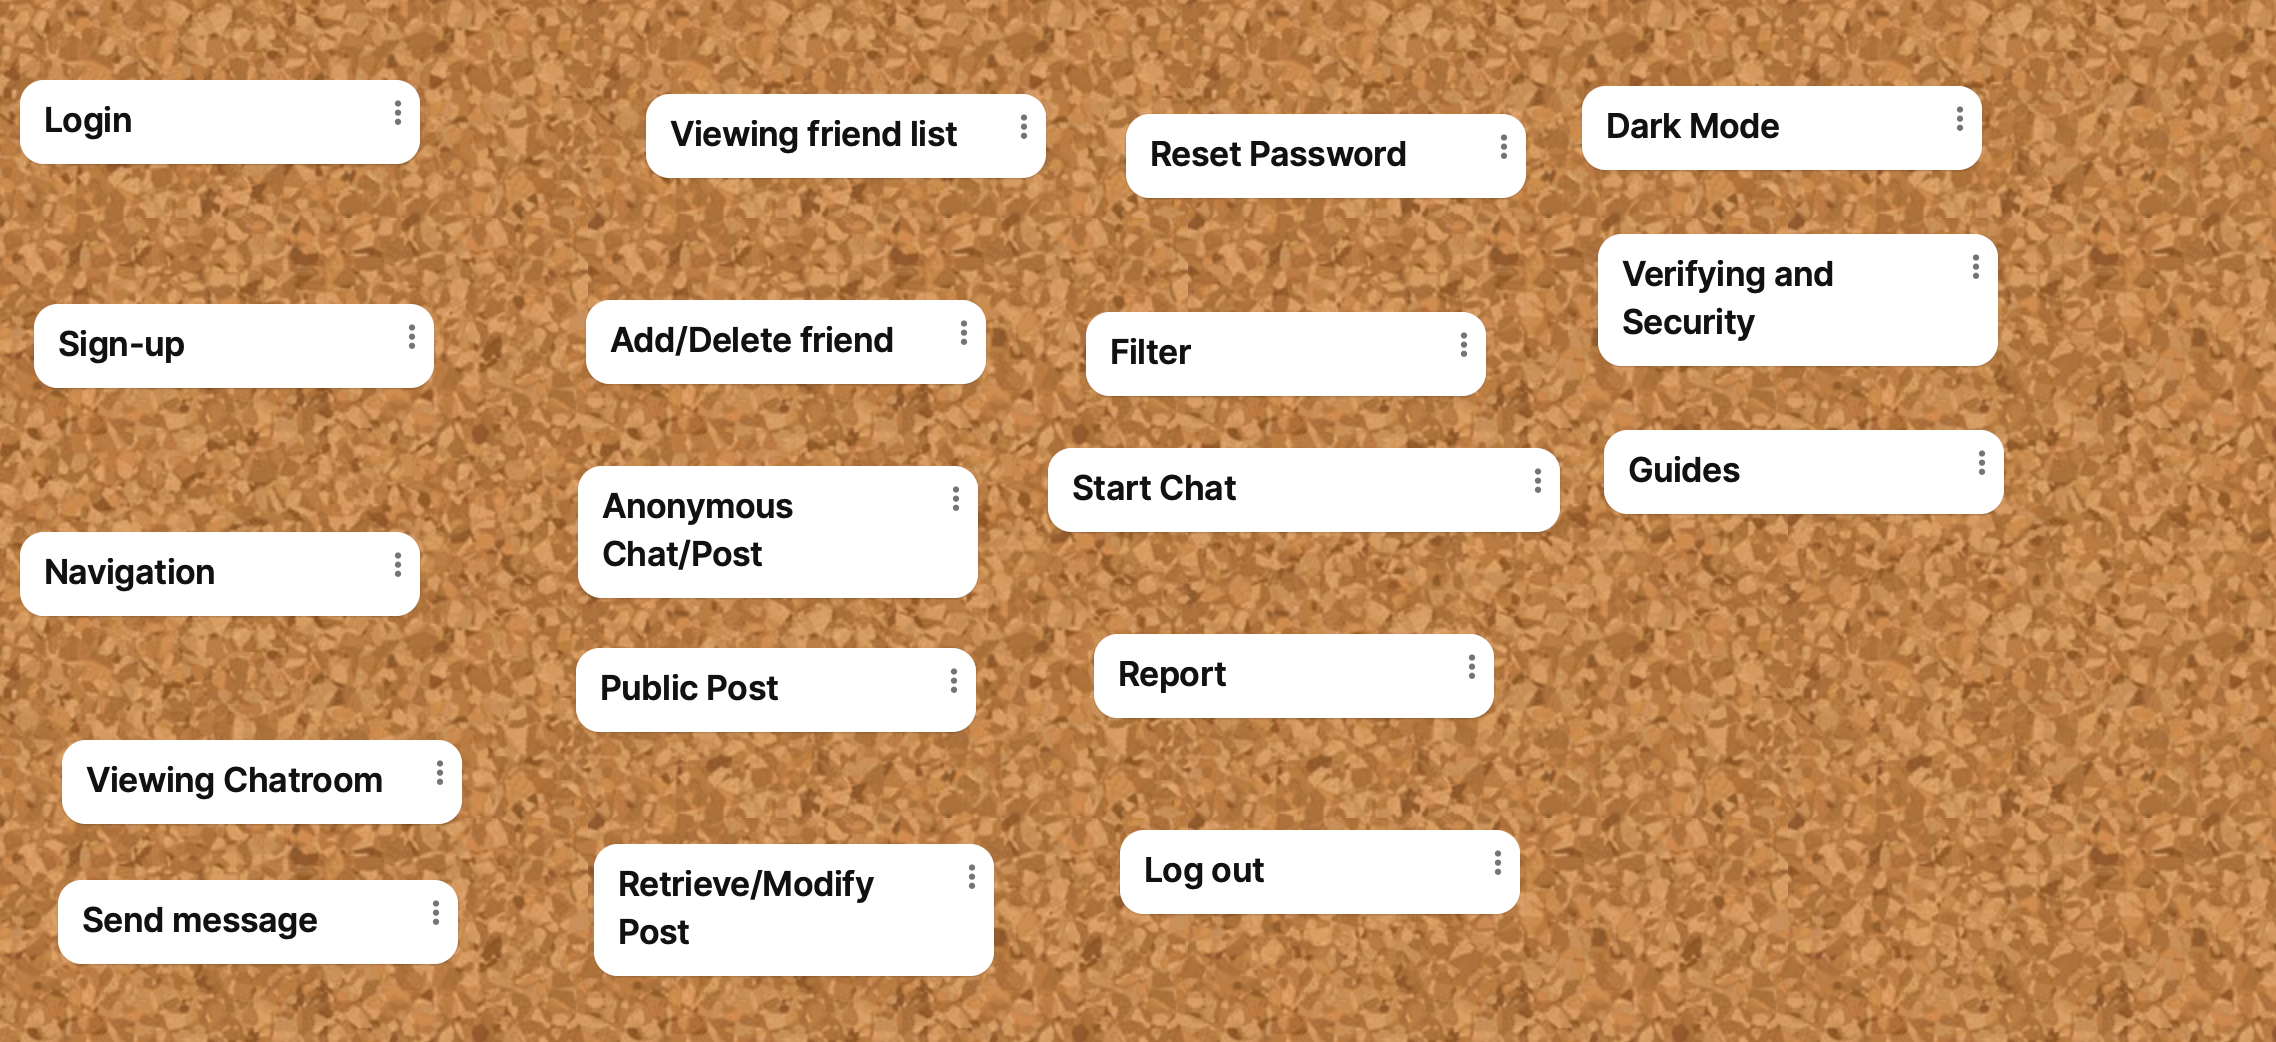 Login
Sign-up
Navigation
Viewing Chatroom
Send message
Viewing friend list
Add/Delete friend
Anonymous
Chat/Post
Public Post
Retrieve/Modify
Post
Reset Password
Filter
Start Chat
Report
Log out
Dark Mode
Verifying and
Security
Guides